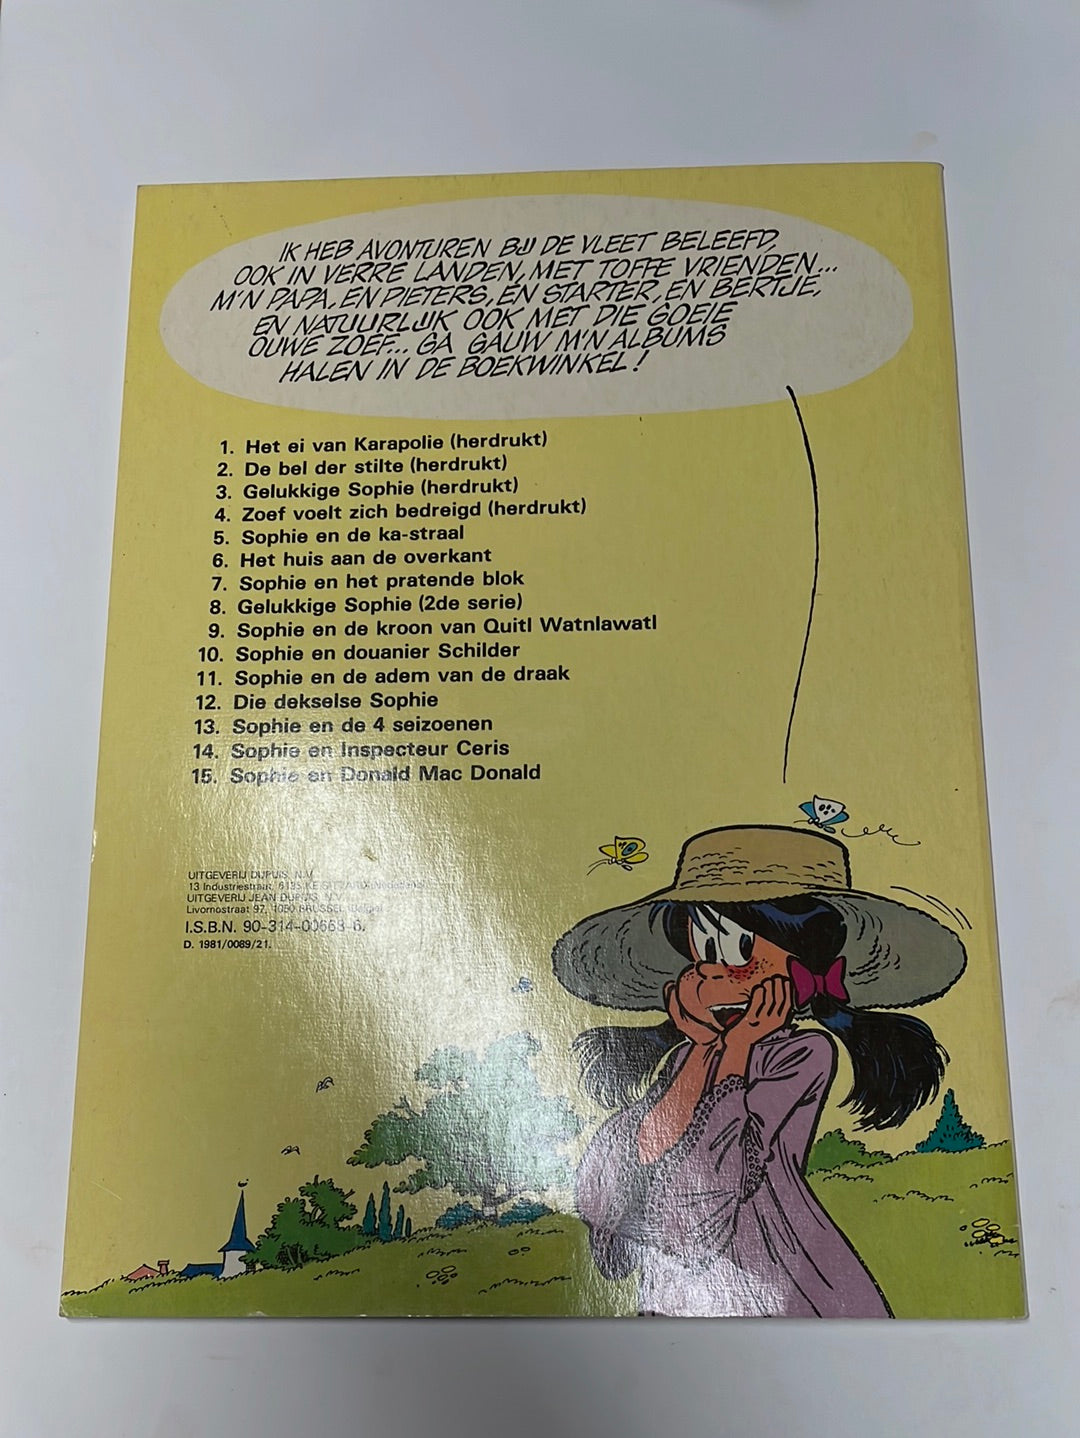 IK HEB AVONTUREN BIJ DE VLEET BELEEFD,
OOK IN VERRE LANDEN, MET TOFFE VRIENDEN...
M'N PAPA, EN PIETERS, EN STARTER, EN BERTJE,
EN NATUURLIJK OOK MET DIE GOEIE
OUWE ZOEF... GA GAUW M'N ALBUMS
HALEN IN DE BOEKWINKEL!
1. Het ei van Karapolie (herdrukt)
2. De bel der stilte (herdrukt)
3. Gelukkige Sophie (herdrukt)
4. Zoef voelt zich bedreigd (herdrukt)
5. Sophie en de ka-straal
6. Het huis aan de overkant
7. Sophie en het pratende blok
8. Gelukkige Sophie (2de serie)
9. Sophie en de kroon van Quitl Watnlawatl
10. Sophie en douanier Schilder
11. Sophie en de adem van de draak
12. Die dekselse Sophie
13. Sophie en de 4 seizoenen
14. Sophie en Inspecteur Ceris
15. Sophie en Donald Mac Donald
UITGEVERIJ DUPUIS, N.V.
13 Industriestraat,
UITGEVERIJ JEAN DUPUIS, N.V.
Livornostraat 97, 1050 BRUSSEL (België)
I.S.B.N. 90-314-00663-6/
D. 1981/0089/21.